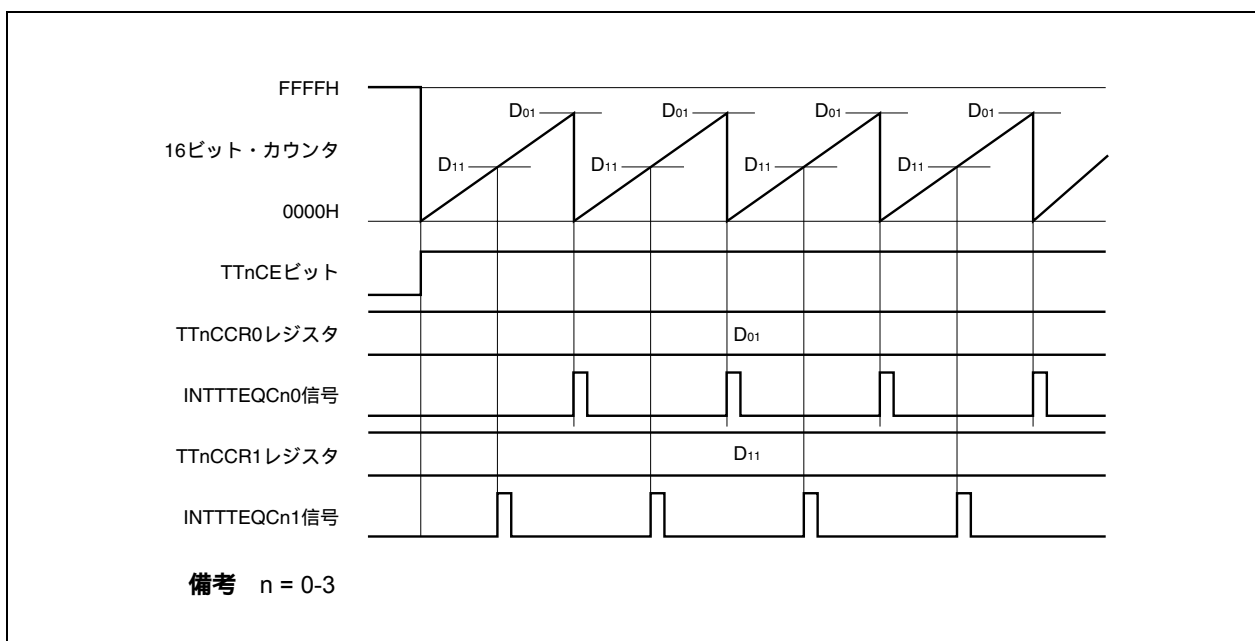 FFFFH
D01 D01 D01 D01
16ビット・カウンタ
D11 D11 D11 D11
0000H
TTnCEビット
TTnCCR0レジスタ
D01
INTTTEQCn0信号
TTnCCR1レジスタ
D11
INTTTEQCn1信号
備考 n = 0-3